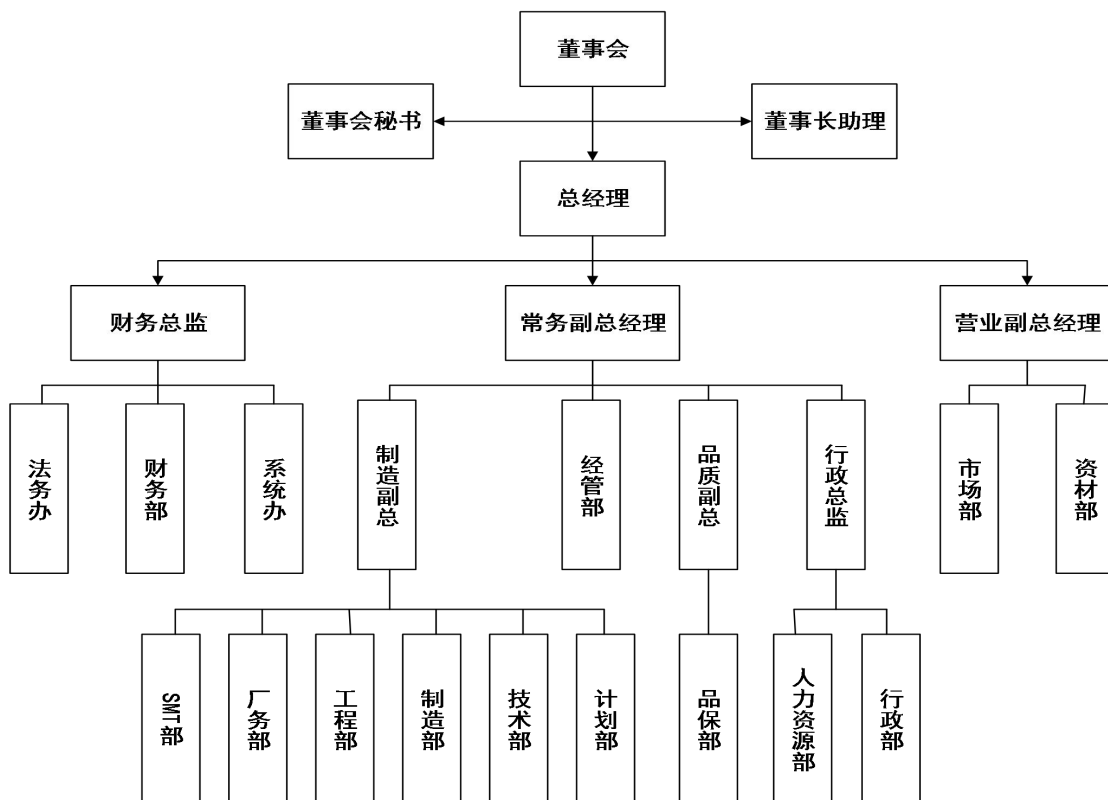 董事会
董事会秘书
董事长助理
总经理
财务总监
常务副总经理
营业副总经理
法务办
财务部
系统办
制造副总
经管部
品质副总
行政总监
市场部
资材部
SMT部
厂务部
工程部
制造部
技术部
计划部
品保部
人力资源部
行政部